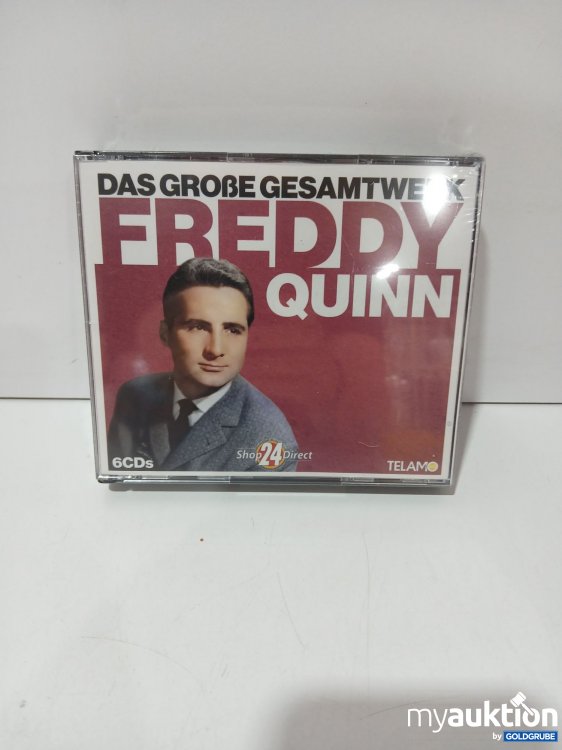 DAS GROßE GESAMTWERK
FREDDY
QUINN
6CDs
Shop 24 Direct
TELAMO
myauktion
by GOLDGRUBE